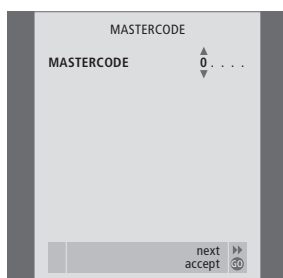 MASTERCODE
MASTERCODE 0 . . . .
next
accept GO